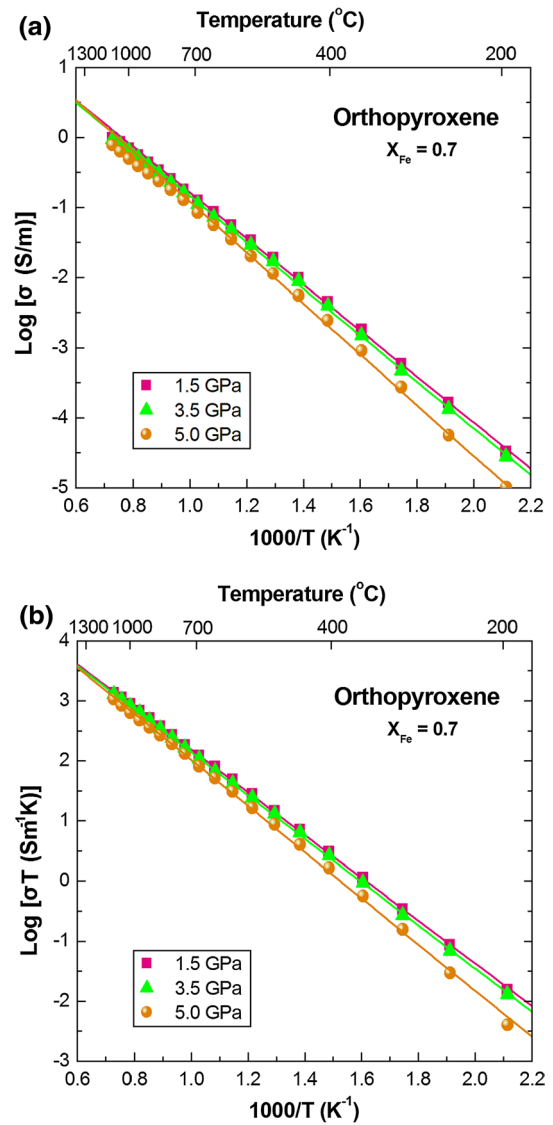 (a)
Temperature (°C)
1300 1000 700 400 200
1
0
-1
-2
-3
-4
-5
Log [σ (S/m)]
Orthopyroxene
X_Fe = 0.7
1.5 GPa
3.5 GPa
5.0 GPa
0.6 0.8 1.0 1.2 1.4 1.6 1.8 2.0 2.2
1000/T (K⁻¹)
(b)
Temperature (°C)
1300 1000 700 400 200
4
3
2
1
0
-1
-2
-3
Log [σT (Sm⁻¹K)]
Orthopyroxene
X_Fe = 0.7
1.5 GPa
3.5 GPa
5.0 GPa
0.6 0.8 1.0 1.2 1.4 1.6 1.8 2.0 2.2
1000/T (K⁻¹)